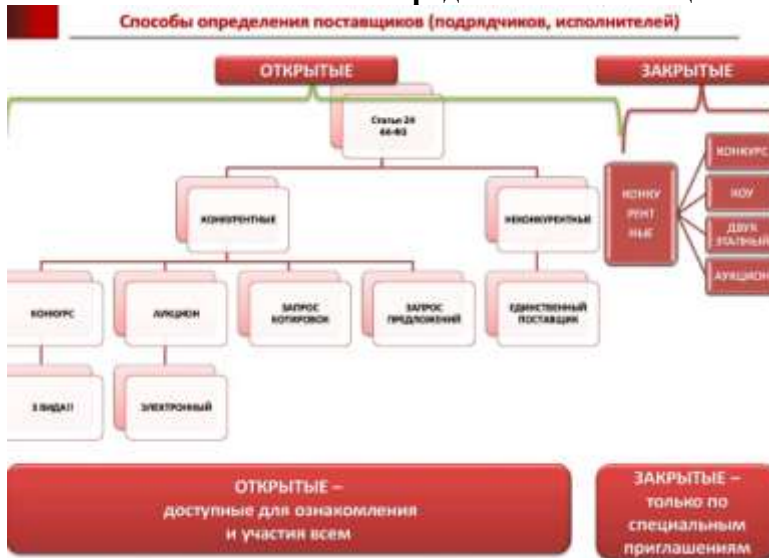 Способы определения поставщиков (подрядчиков, исполнителей)
ОТКРЫТЫЕ
ЗАКРЫТЫЕ
Статья 24
44-ФЗ
КОНКУРЕНТНЫЕ
НЕКОНКУРЕНТНЫЕ
КОНКУ
РЕНТ
НЫЕ
КОНКУРС
КОУ
ДВУХ
ЭТАПНЫЙ
АУКЦИОН
КОНКУРС
АУКЦИОН
ЗАПРОС
КОТИРОВОК
ЗАПРОС
ПРЕДЛОЖЕНИЙ
ЕДИНСТВЕННЫЙ
ПОСТАВЩИК
3 ВИДА!!
ЭЛЕКТРОННЫЙ
ОТКРЫТЫЕ –
доступные для ознакомления
и участия всем
ЗАКРЫТЫЕ –
только по
специальным
приглашениям